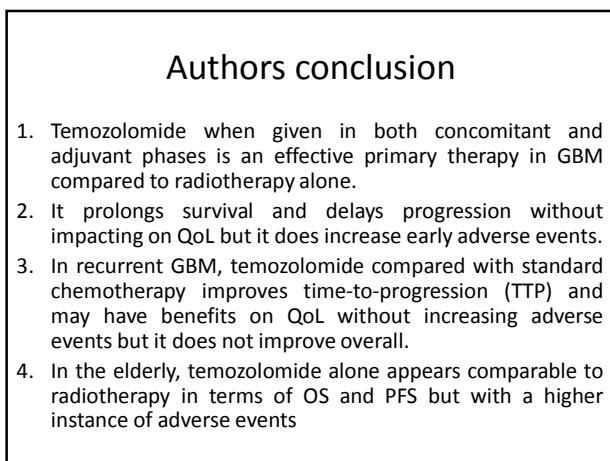 Authors conclusion
1. Temozolomide when given in both concomitant and
adjuvant phases is an effective primary therapy in GBM
compared to radiotherapy alone.
2. It prolongs survival and delays progression without
impacting on QoL but it does increase early adverse events.
3. In recurrent GBM, temozolomide compared with standard
chemotherapy improves time-to-progression (TTP) and
may have benefits on QoL without increasing adverse
events but it does not improve overall.
4. In the elderly, temozolomide alone appears comparable to
radiotherapy in terms of OS and PFS but with a higher
instance of adverse events